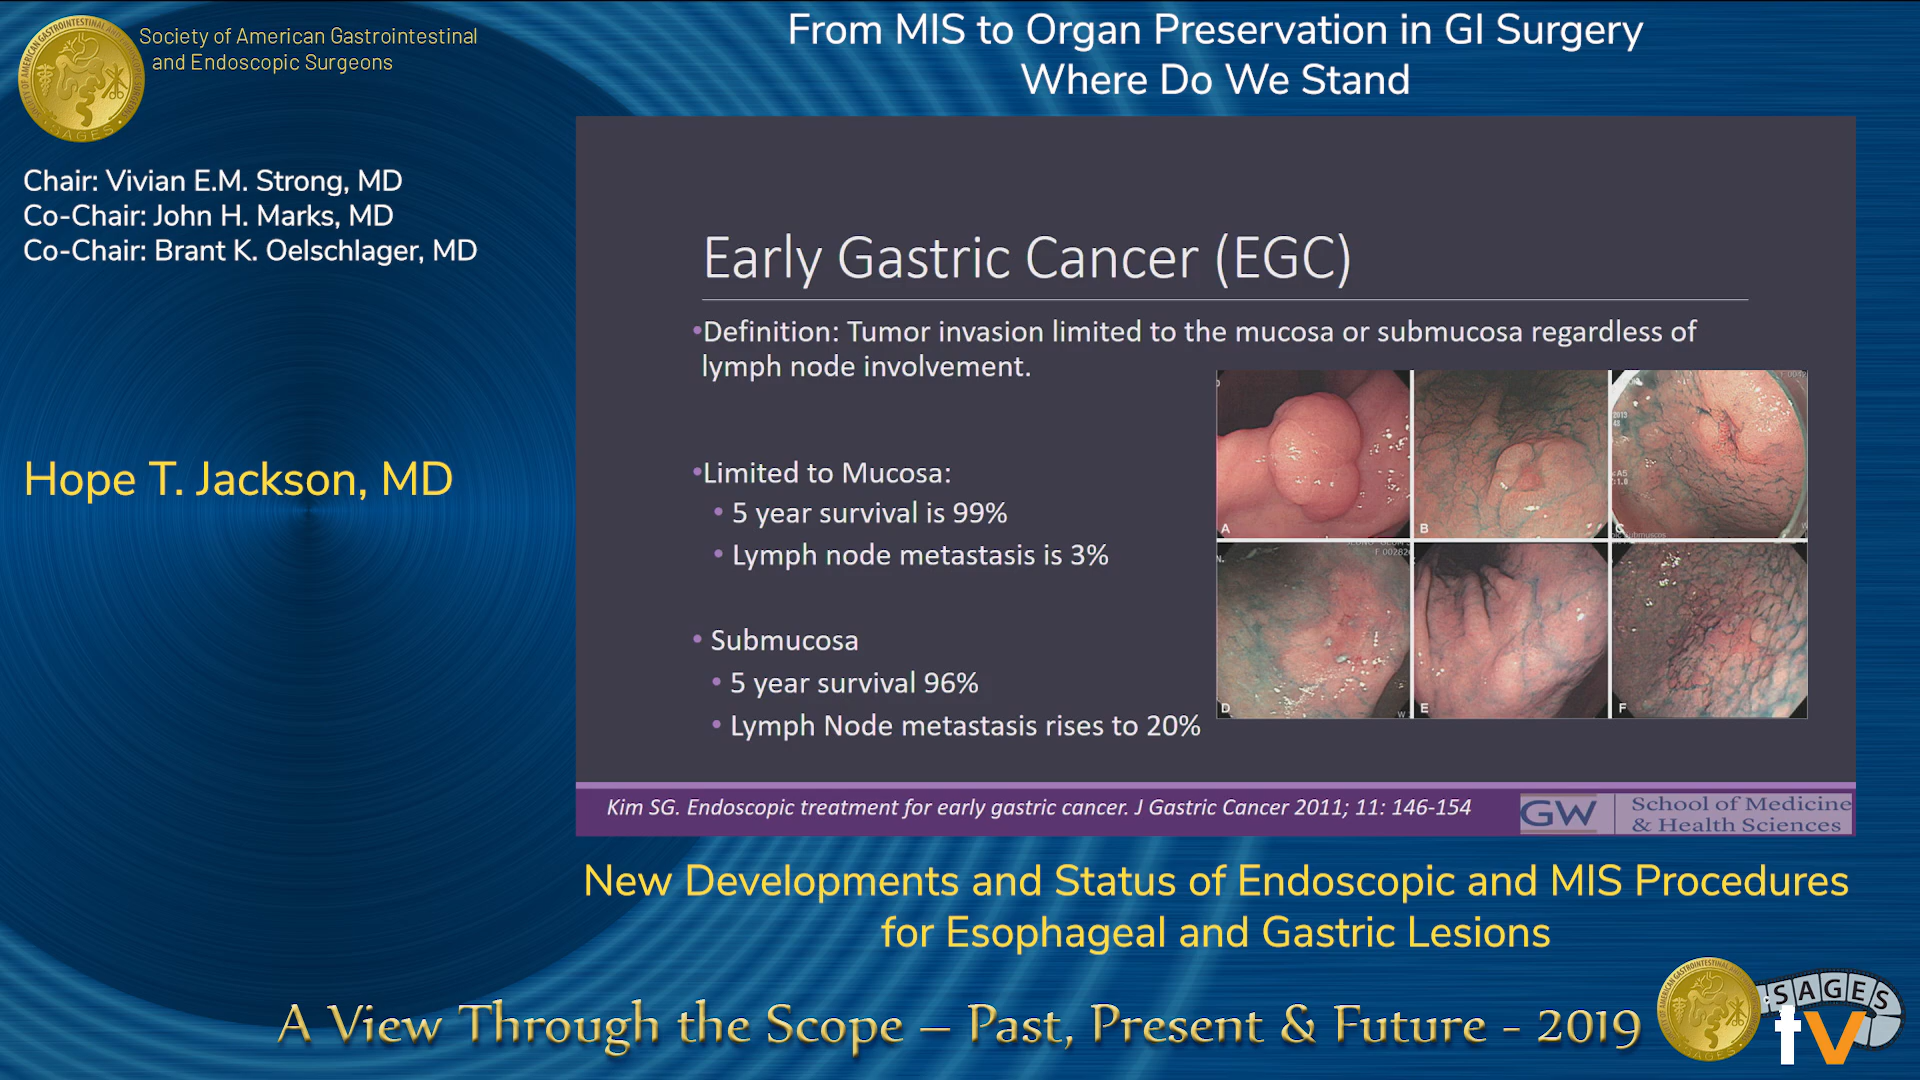 Society of American Gastrointestinal
and Endoscopic Surgeons
SAGES
From MIS to Organ Preservation in GI Surgery
Where Do We Stand
Chair: Vivian E.M. Strong, MD
Co-Chair: John H. Marks, MD
Co-Chair: Brant K. Oelschlager, MD
Hope T. Jackson, MD
Early Gastric Cancer (EGC)
•Definition: Tumor invasion limited to the mucosa or submucosa regardless of
lymph node involvement.
•Limited to Mucosa:
• 5 year survival is 99%
• Lymph node metastasis is 3%
• Submucosa
• 5 year survival 96%
• Lymph Node metastasis rises to 20%
A
B
C
D
E
F
Kim SG. Endoscopic treatment for early gastric cancer. J Gastric Cancer 2011; 11: 146-154
GW
School of Medicine
& Health Sciences
New Developments and Status of Endoscopic and MIS Procedures
for Esophageal and Gastric Lesions
A View Through the Scope – Past, Present & Future - 2019
SAGES
tv